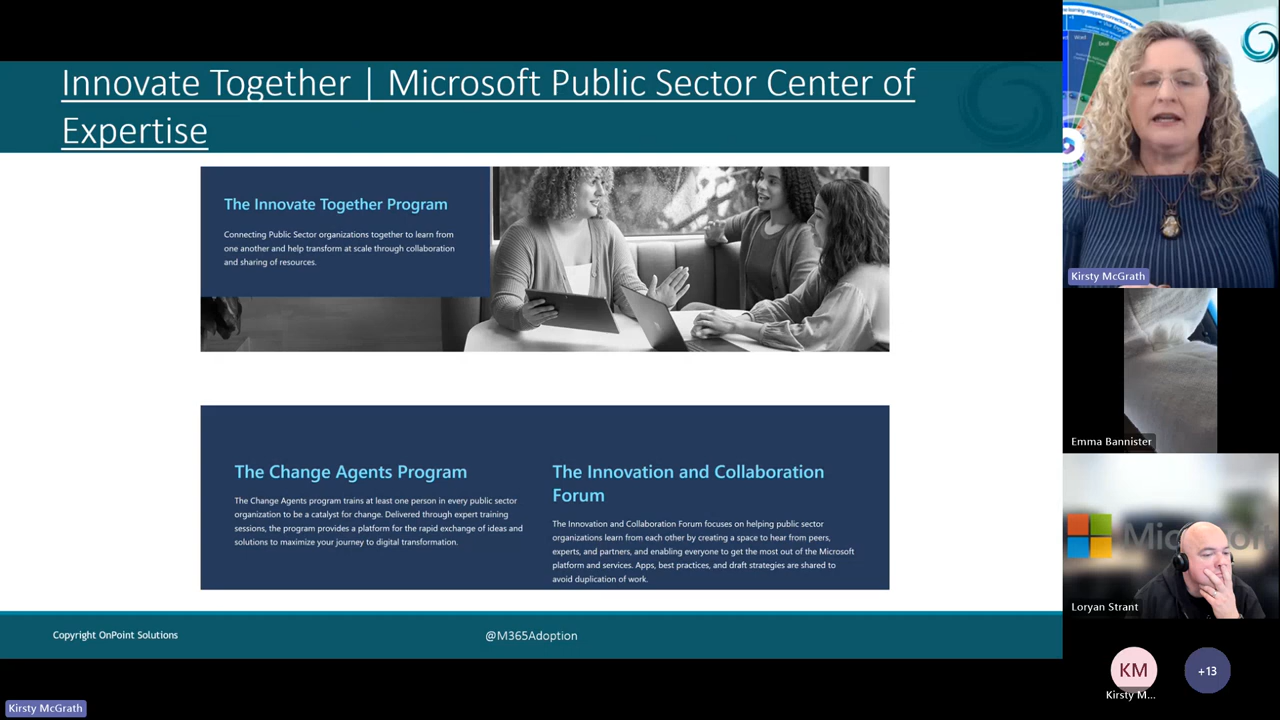 Innovate Together | Microsoft Public Sector Center of
Expertise
The Innovate Together Program
Connecting Public Sector organizations together to learn from
one another and help transform at scale through collaboration
and sharing of resources.
The Change Agents Program
The Change Agents program trains at least one person in every public sector
organization to be a catalyst for change. Delivered through expert training
sessions, the program provides a platform for the rapid exchange of ideas and
solutions to maximize your journey to digital transformation.
The Innovation and Collaboration
Forum
The Innovation and Collaboration Forum focuses on helping public sector
organizations learn from each other by creating a space to hear from peers,
experts, and partners, and enabling everyone to get the most out of the Microsoft
platform and services. Apps, best practices, and draft strategies are shared to
avoid duplication of work.
Copyright OnPoint Solutions
@M365Adoption
Kirsty McGrath
Kirsty McGrath
Emma Bannister
Loryan Strant
KM
Kirsty M...
+13